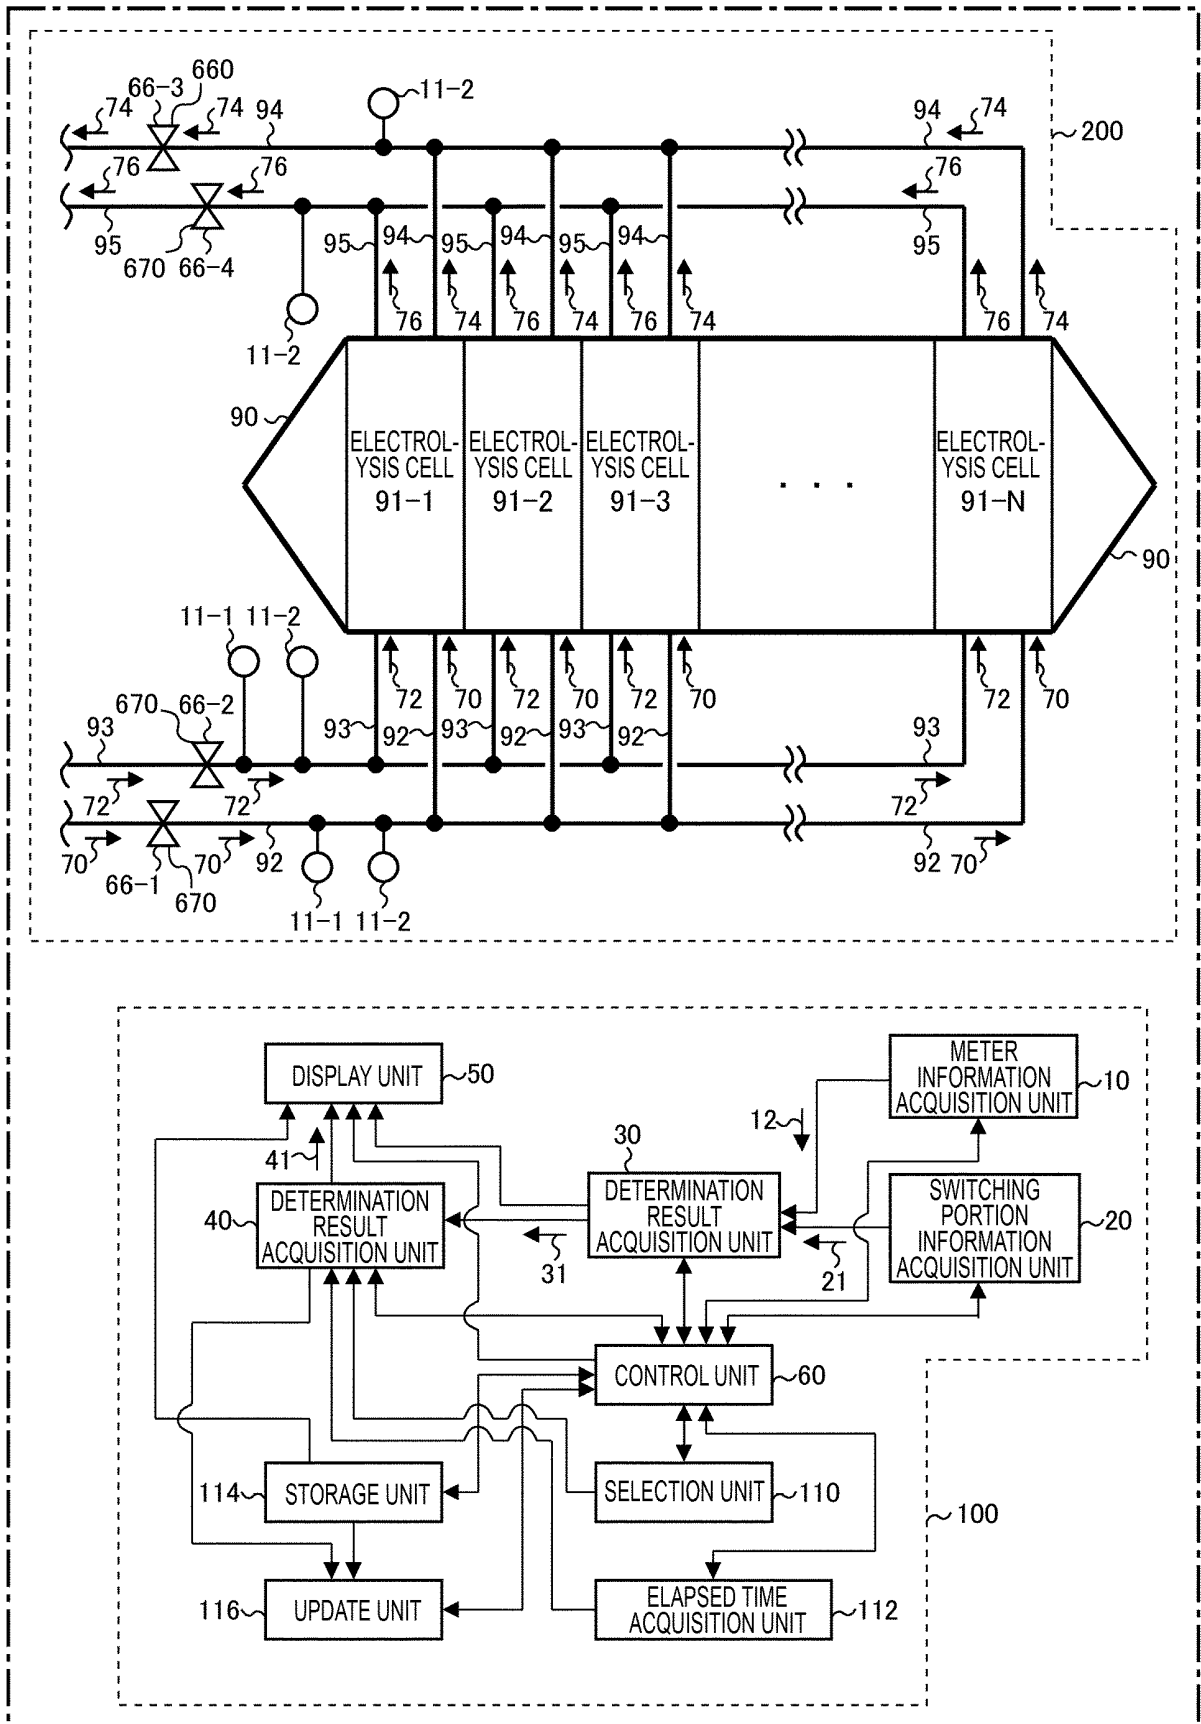 66-3 660
74 74 94 11-2 94 74
200
76 76 76
95 670 66-4 95 94 95 94 95 94 95
76 74 76 74 76 74 76 74
11-2
90
ELECTROL-
YSIS CELL
91-1
ELECTROL-
YSIS CELL
91-2
ELECTROL-
YSIS CELL
91-3
. . .
ELECTROL-
YSIS CELL
91-N
90
11-1 11-2
72 70 72 70 72 70 72 70
670 66-2
93 93 92 93 92 93 92 93
72 72 72
70 70 92 92 70
66-1 670
11-1 11-2
DISPLAY UNIT
50
METER
INFORMATION
ACQUISITION UNIT
10
12
41
30
DETERMINATION
RESULT
ACQUISITION UNIT
40
DETERMINATION
RESULT
ACQUISITION UNIT
SWITCHING
PORTION
INFORMATION
ACQUISITION UNIT
20
31
21
CONTROL UNIT
60
114
STORAGE UNIT
SELECTION UNIT
110
100
116
UPDATE UNIT
ELAPSED TIME
ACQUISITION UNIT
112